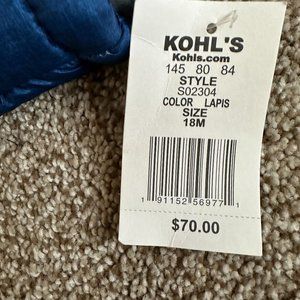 KOHL'S
Kohls.com
145 80 84
STYLE
S02304
COLOR LAPIS
SIZE
18M
1 91152 56977 1
$70.00